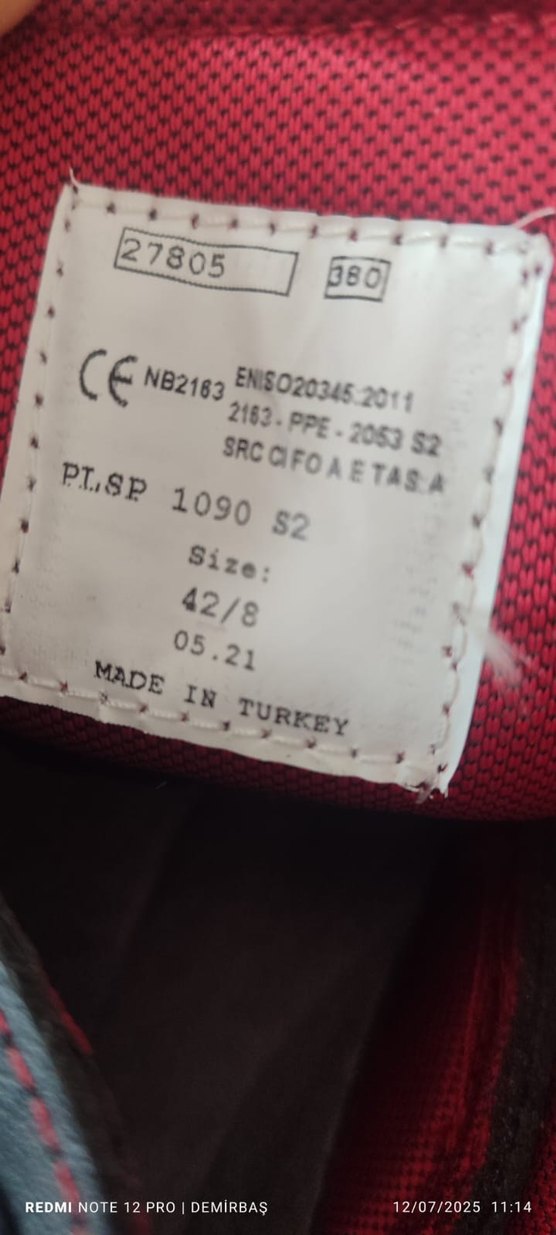 27805 380
CE NB2163 ENISO20345:2011
2163 - PPE - 2053 S2
SRC CI FO A E TAS:A
PLSP 1090 S2
Size:
42/8
05.21
MADE IN TURKEY
REDMI NOTE 12 PRO | DEMİRBAŞ 12/07/2025 11:14